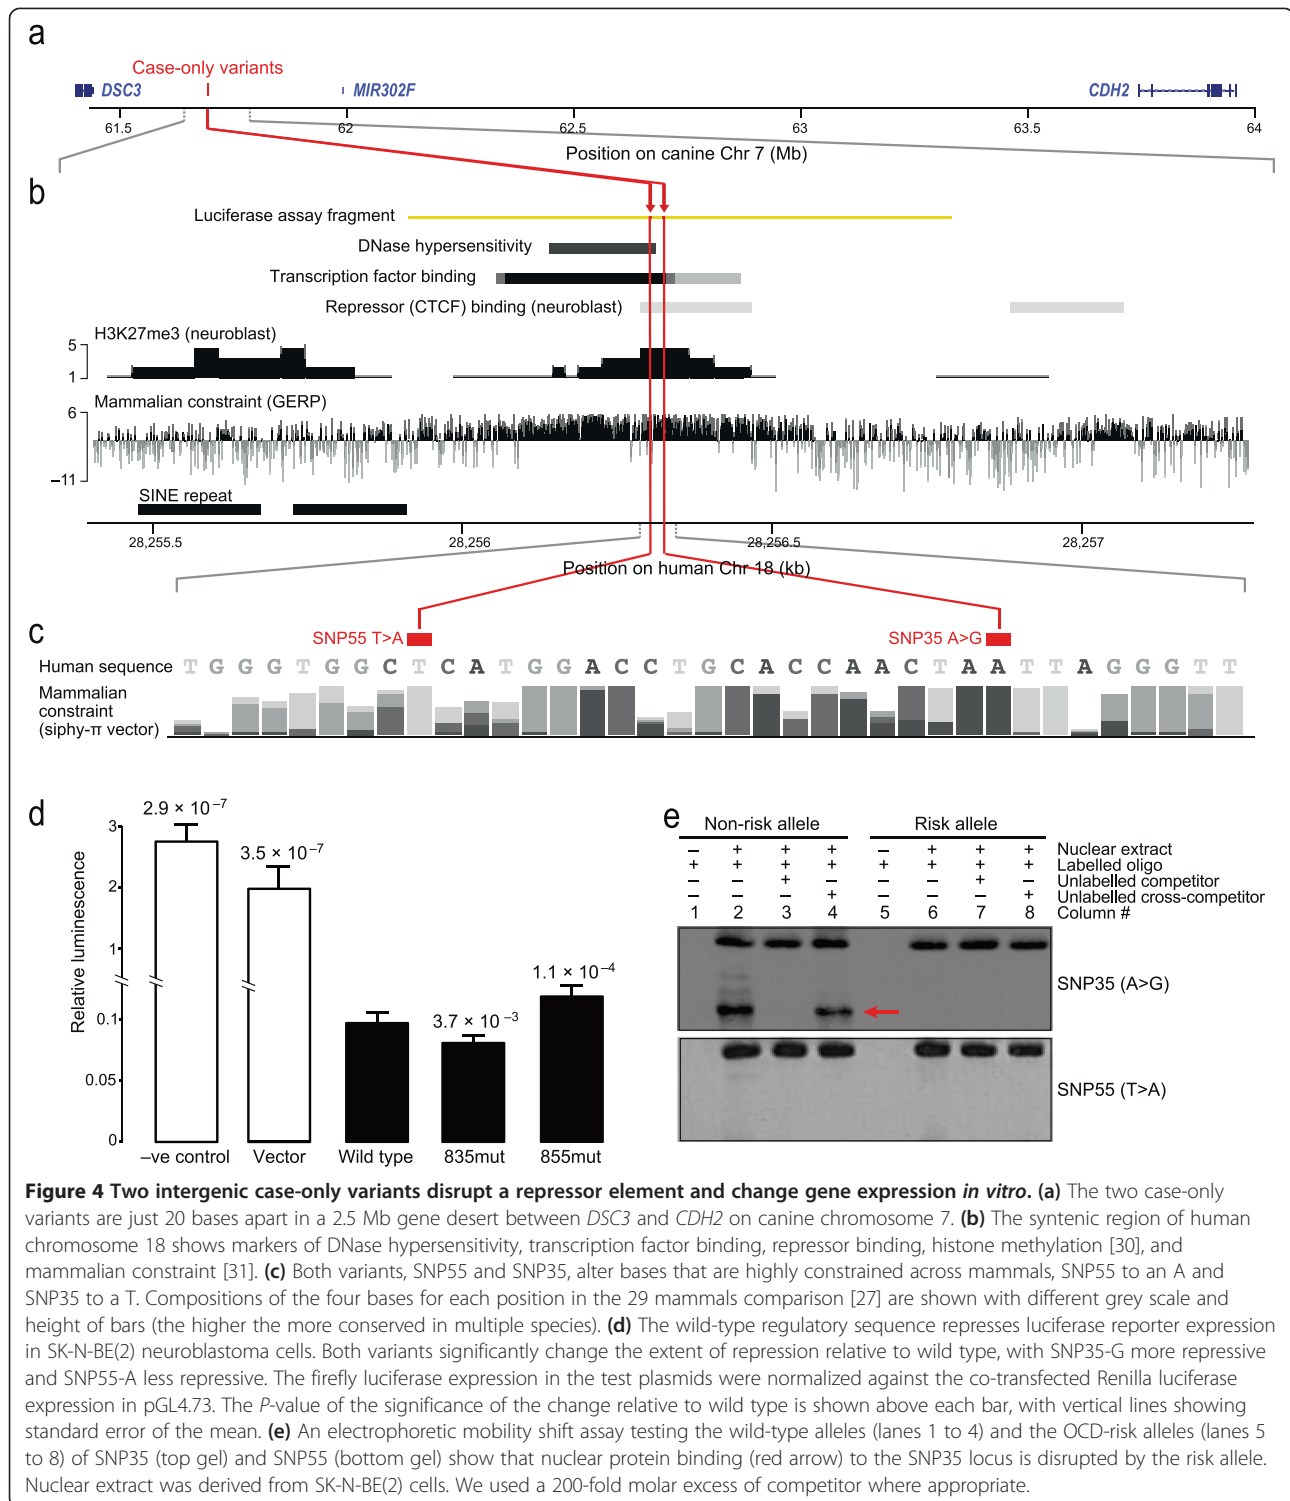 a
Case-only variants
DSC3
MIR302F
CDH2
61.5 62 62.5 63 63.5 64
Position on canine Chr 7 (Mb)
b
Luciferase assay fragment
DNase hypersensitivity
Transcription factor binding
Repressor (CTCF) binding (neuroblast)
H3K27me3 (neuroblast)
5
1
Mammalian constraint (GERP)
6
–11
SINE repeat
28,255.5 28,256 28,256.5 28,257
Position on human Chr 18 (kb)
c
SNP55 T>A SNP35 A>G
Human sequence T G G G T G G C T C A T G G A C C T G C A C C A A C T A A T T A G G G T T
Mammalian
constraint
(siphy-π vector)
d
Relative luminescence
3
2
1
0.1
0.05
0
2.9 × 10⁻⁷
3.5 × 10⁻⁷
3.7 × 10⁻³
1.1 × 10⁻⁴
–ve control Vector Wild type 835mut 855mut
e
Non-risk allele Risk allele
– + + + – + + + Nuclear extract
+ + + + + + + + Labelled oligo
– – + – – – + – Unlabelled competitor
– – – + – – – + Unlabelled cross-competitor
1 2 3 4 5 6 7 8 Column #
SNP35 (A>G)
SNP55 (T>A)
Figure 4 Two intergenic case-only variants disrupt a repressor element and change gene expression in vitro. (a) The two case-only
variants are just 20 bases apart in a 2.5 Mb gene desert between DSC3 and CDH2 on canine chromosome 7. (b) The syntenic region of human
chromosome 18 shows markers of DNase hypersensitivity, transcription factor binding, repressor binding, histone methylation [30], and
mammalian constraint [31]. (c) Both variants, SNP55 and SNP35, alter bases that are highly constrained across mammals, SNP55 to an A and
SNP35 to a T. Compositions of the four bases for each position in the 29 mammals comparison [27] are shown with different grey scale and
height of bars (the higher the more conserved in multiple species). (d) The wild-type regulatory sequence represses luciferase reporter expression
in SK-N-BE(2) neuroblastoma cells. Both variants significantly change the extent of repression relative to wild type, with SNP35-G more repressive
and SNP55-A less repressive. The firefly luciferase expression in the test plasmids were normalized against the co-transfected Renilla luciferase
expression in pGL4.73. The P-value of the significance of the change relative to wild type is shown above each bar, with vertical lines showing
standard error of the mean. (e) An electrophoretic mobility shift assay testing the wild-type alleles (lanes 1 to 4) and the OCD-risk alleles (lanes 5
to 8) of SNP35 (top gel) and SNP55 (bottom gel) show that nuclear protein binding (red arrow) to the SNP35 locus is disrupted by the risk allele.
Nuclear extract was derived from SK-N-BE(2) cells. We used a 200-fold molar excess of competitor where appropriate.